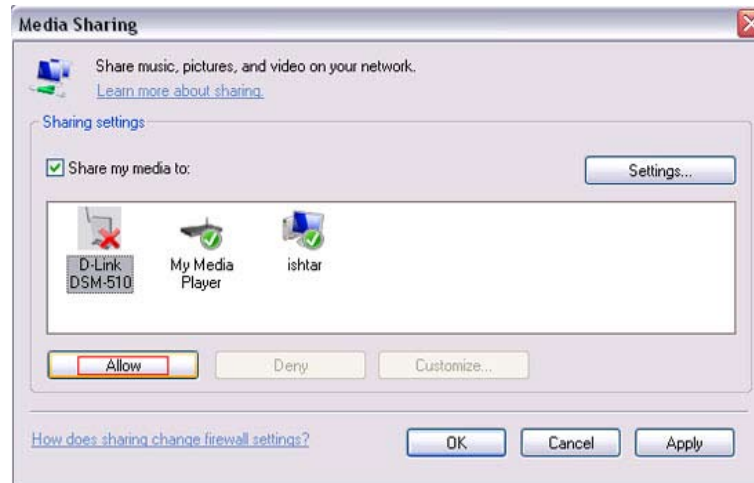 Media Sharing
Share music, pictures, and video on your network.
Learn more about sharing.
Sharing settings
Share my media to:
Settings...
D-Link
DSM-510
My Media
Player
ishtar
Allow
Deny
Customize...
How does sharing change firewall settings?
OK
Cancel
Apply